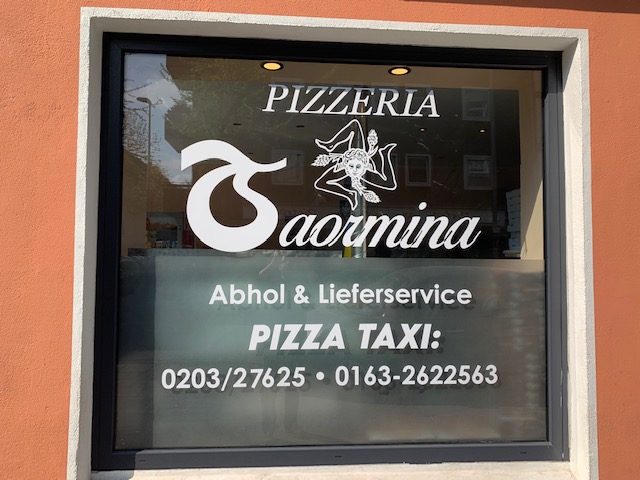 PIZZERIA
Taormina
Abhol & Lieferservice
PIZZA TAXI:
0203/27625 • 0163-2622563